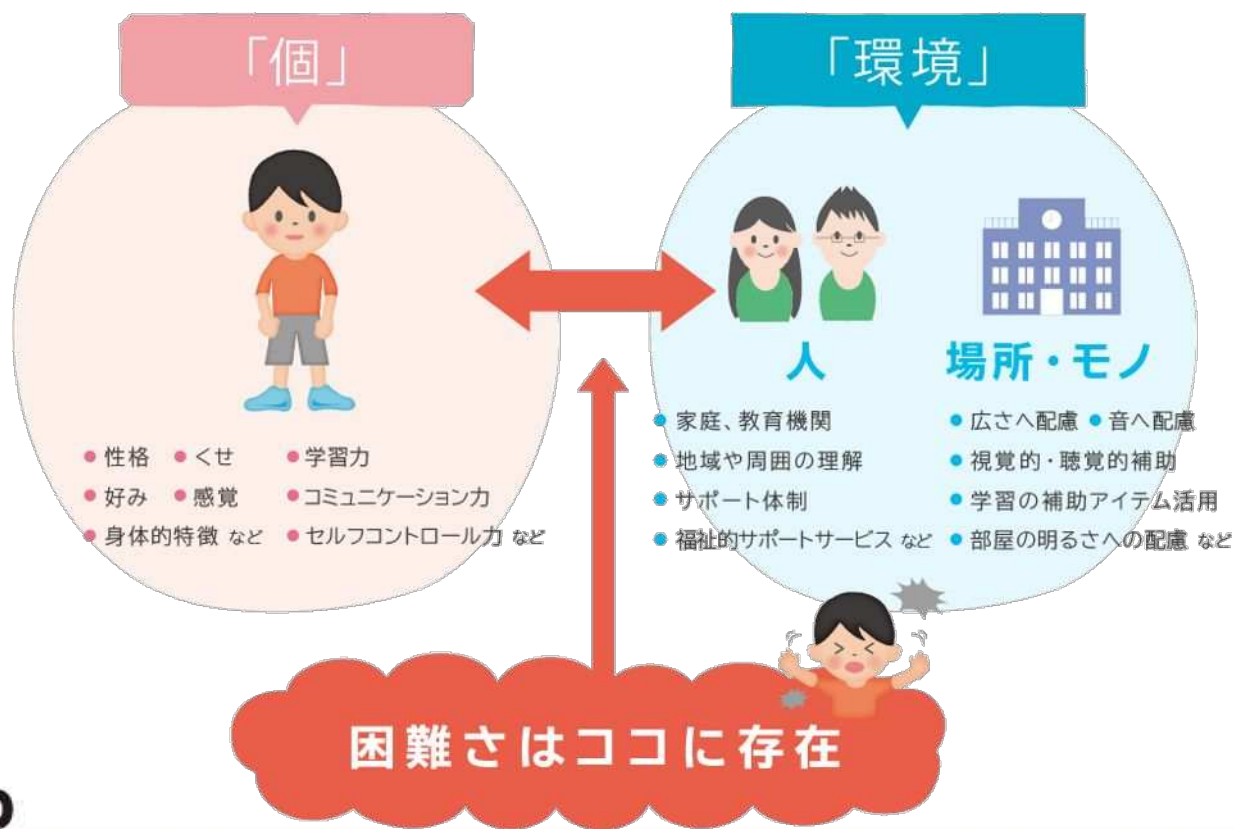 「個」
● 性格 ● くせ ● 学習力
● 好み ● 感覚 ● コミュニケーション力
● 身体的特徴 など ● セルフコントロール力 など
「環境」
人
● 家庭、教育機関
● 地域や周囲の理解
● サポート体制
● 福祉的サポートサービス など
場所・モノ
● 広さへ配慮 ● 音へ配慮
● 視覚的・聴覚的補助
● 学習の補助アイテム活用
● 部屋の明るさへの配慮 など
困難さはココに存在